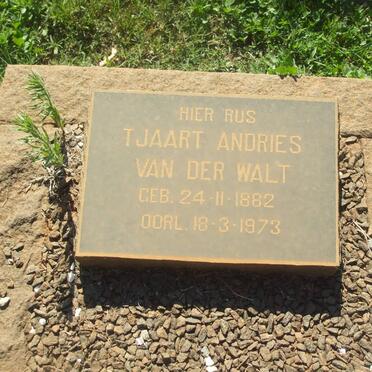 HIER RUS
TJAART ANDRIES
VAN DER WALT
GEB. 24-11-1882
OORL. 18-3-1973